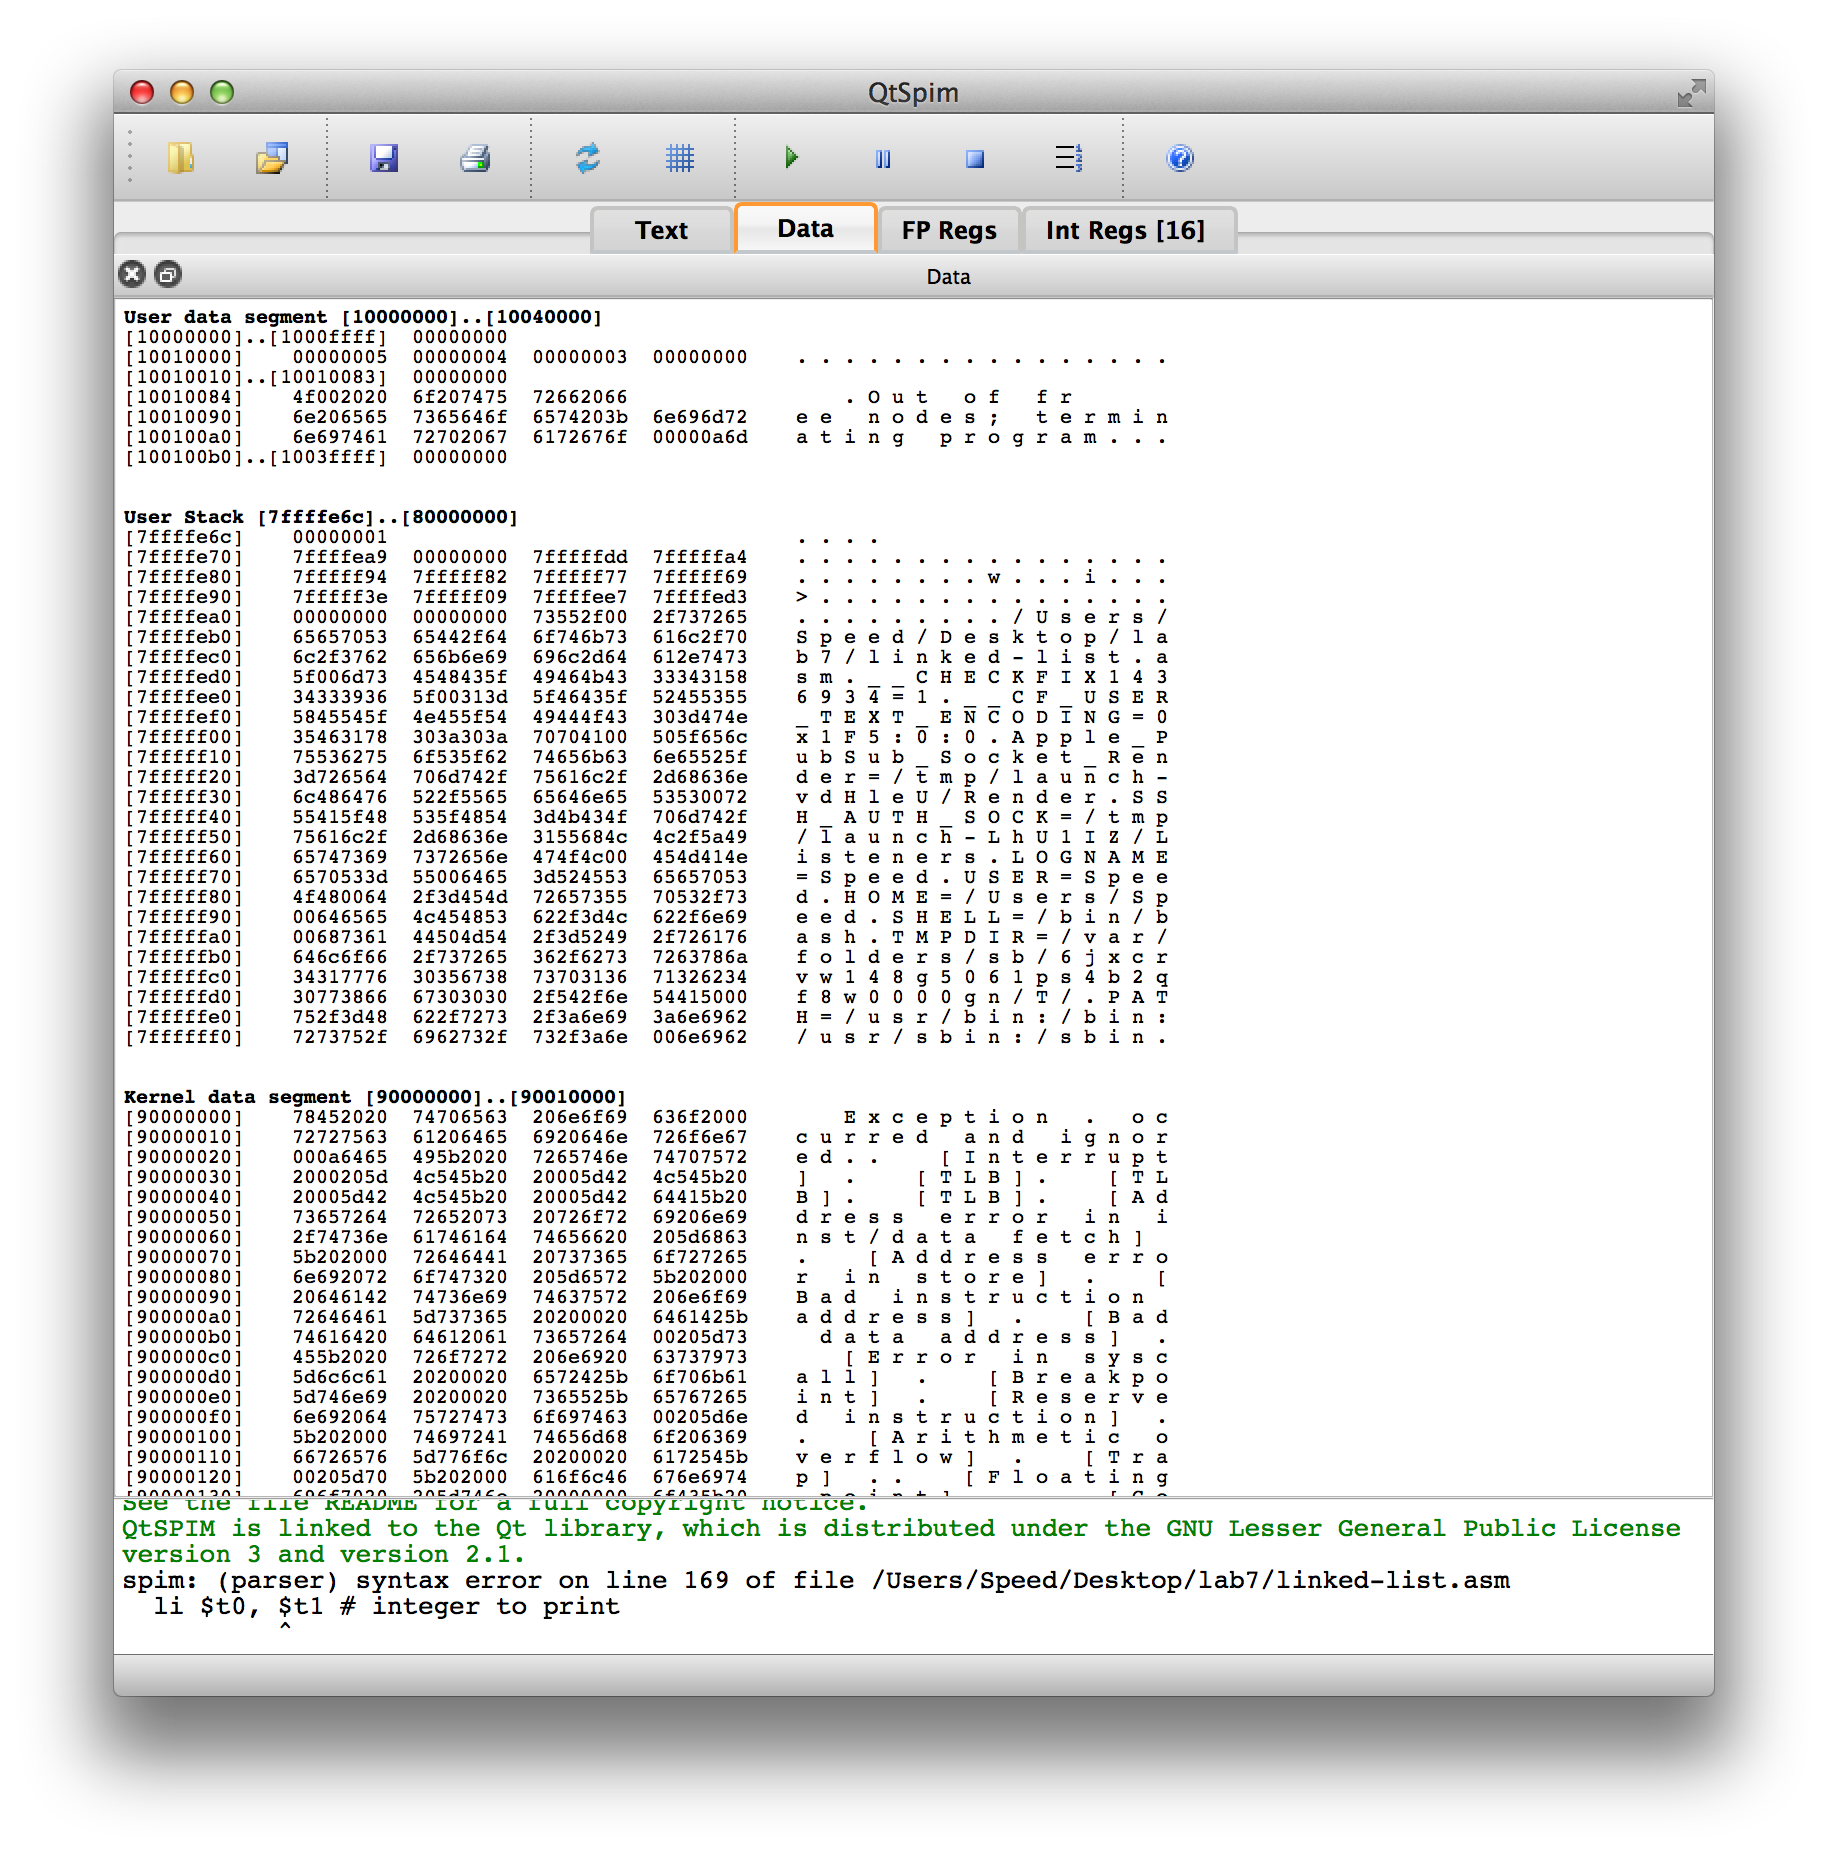 QtSpim
Text Data FP Regs Int Regs [16]
Data
User data segment [10000000]..[10040000]
[10000000]..[1000ffff] 00000000
[10010000] 00000005 00000004 00000003 00000000 . . . . . . . . . . . . . . . .
[10010010]..[10010083] 00000000
[10010084] 4f002020 6f207475 72662066 . O u t o f f r
[10010090] 6e206565 7365646f 6574203b 6e696d72 e e n o d e s ; t e r m i n
[100100a0] 6e697461 72702067 6172676f 00000a6d a t i n g p r o g r a m . . .
[100100b0]..[1003ffff] 00000000
User Stack [7ffffe6c]..[80000000]
[7ffffe6c] 00000001 . . . .
[7ffffe70] 7ffffea9 00000000 7fffffdd 7fffffa4 . . . . . . . . . . . . . . . .
[7ffffe80] 7fffff94 7fffff82 7fffff77 7fffff69 . . . . . . . . w . . . i . . .
[7ffffe90] 7fffff3e 7fffff09 7ffffee7 7ffffed3 > . . . . . . . . . . . . . . .
[7ffffea0] 00000000 00000000 73552f00 2f737265 . . . . . . . . . / U s e r s /
[7ffffeb0] 65657053 65442f64 6f746b73 616c2f70 S p e e d / D e s k t o p / l a
[7ffffec0] 6c2f3762 656b6e69 696c2d64 612e7473 b 7 / l i n k e d - l i s t . a
[7ffffed0] 5f006d73 4548435f 49464b43 33343158 s m . _ _ C H E C K F I X 1 4 3
[7ffffee0] 34333936 5f00313d 5f46435f 52455355 6 9 3 4 = 1 . _ _ C F _ U S E R
[7ffffef0] 5845545f 4e455f54 49444f43 303d474e _ T E X T _ E N C O D I N G = 0
[7fffff00] 35463178 303a303a 70704100 505f656c x 1 F 5 : 0 : 0 . A p p l e _ P
[7fffff10] 75536275 6f535f62 74656b63 6e65525f u b S u b _ S o c k e t _ R e n
[7fffff20] 3d726564 706d742f 75616c2f 2d68636e d e r = / t m p / l a u n c h -
[7fffff30] 6c486476 522f5565 65646e65 53530072 v d H l e U / R e n d e r . S S
[7fffff40] 55415f48 535f4854 3d4b434f 706d742f H _ A U T H _ S O C K = / t m p
[7fffff50] 75616c2f 2d68636e 3155684c 4c2f5a49 / l a u n c h - L h U 1 I Z / L
[7fffff60] 65747369 7372656e 474f4c00 454d414e i s t e n e r s . L O G N A M E
[7fffff70] 6570533d 55006465 3d524553 65657053 = S p e e d . U S E R = S p e e
[7fffff80] 4f480064 2f3d454d 72657355 70532f73 d . H O M E = / U s e r s / S p
[7fffff90] 00646565 4c454853 622f3d4c 622f6e69 e e d . S H E L L = / b i n / b
[7fffffa0] 00687361 44504d54 2f3d5249 2f726176 a s h . T M P D I R = / v a r /
[7fffffb0] 646c6f66 2f737265 362f6273 7263786a f o l d e r s / s b / 6 j x c r
[7fffffc0] 34317776 30356738 73703136 71326234 v w 1 4 8 g 5 0 6 1 p s 4 b 2 q
[7fffffd0] 30773866 67303030 2f542f6e 54415000 f 8 w 0 0 0 0 g n / T / . P A T
[7fffffe0] 752f3d48 622f7273 2f3a6e69 3a6e6962 H = / u s r / b i n : / b i n :
[7ffffff0] 7273752f 6962732f 732f3a6e 006e6962 / u s r / s b i n : / s b i n .
Kernel data segment [90000000]..[90010000]
[90000000] 78452020 74706563 206e6f69 636f2000 E x c e p t i o n . o c
[90000010] 72727563 61206465 6920646e 726f6e67 c u r r e d a n d i g n o r
[90000020] 000a6465 495b2020 7265746e 74707572 e d . . [ I n t e r r u p t
[90000030] 2000205d 4c545b20 20005d42 4c545b20 ] . [ T L B ] . [ T L
[90000040] 20005d42 4c545b20 20005d42 64415b20 B ] . [ T L B ] . [ A d
[90000050] 73657264 72652073 20726f72 69206e69 d r e s s e r r o r i n i
[90000060] 2f74736e 61746164 74656620 205d6863 n s t / d a t a f e t c h ]
[90000070] 5b202000 72646441 20737365 6f727265 . [ A d d r e s s e r r o
[90000080] 6e692072 6f747320 205d6572 5b202000 r i n s t o r e ] . [
[90000090] 20646142 74736e69 74637572 206e6f69 B a d i n s t r u c t i o n
[900000a0] 72646461 5d737365 20200020 6461425b a d d r e s s ] . [ B a d
[900000b0] 74616420 64612061 73657264 00205d73 d a t a a d d r e s s ] .
[900000c0] 455b2020 726f7272 206e6920 63737973 [ E r r o r i n s y s c
[900000d0] 5d6c6c61 20200020 6572425b 6f706b61 a l l ] . [ B r e a k p o
[900000e0] 5d746e69 20200020 7365525b 65767265 i n t ] . [ R e s e r v e
[900000f0] 6e692064 75727473 6f697463 00205d6e d i n s t r u c t i o n ] .
[90000100] 5b202000 74697241 74656d68 6f206369 . [ A r i t h m e t i c o
[90000110] 66726576 5d776f6c 20200020 6172545b v e r f l o w ] . [ T r a
[90000120] 00205d70 5b202000 616f6c46 676e6974 p ] . . [ F l o a t i n g
See the file README for a full copyright notice.
QtSPIM is linked to the Qt library, which is distributed under the GNU Lesser General Public License
version 3 and version 2.1.
spim: (parser) syntax error on line 169 of file /Users/Speed/Desktop/lab7/linked-list.asm
li $t0, $t1 # integer to print
^